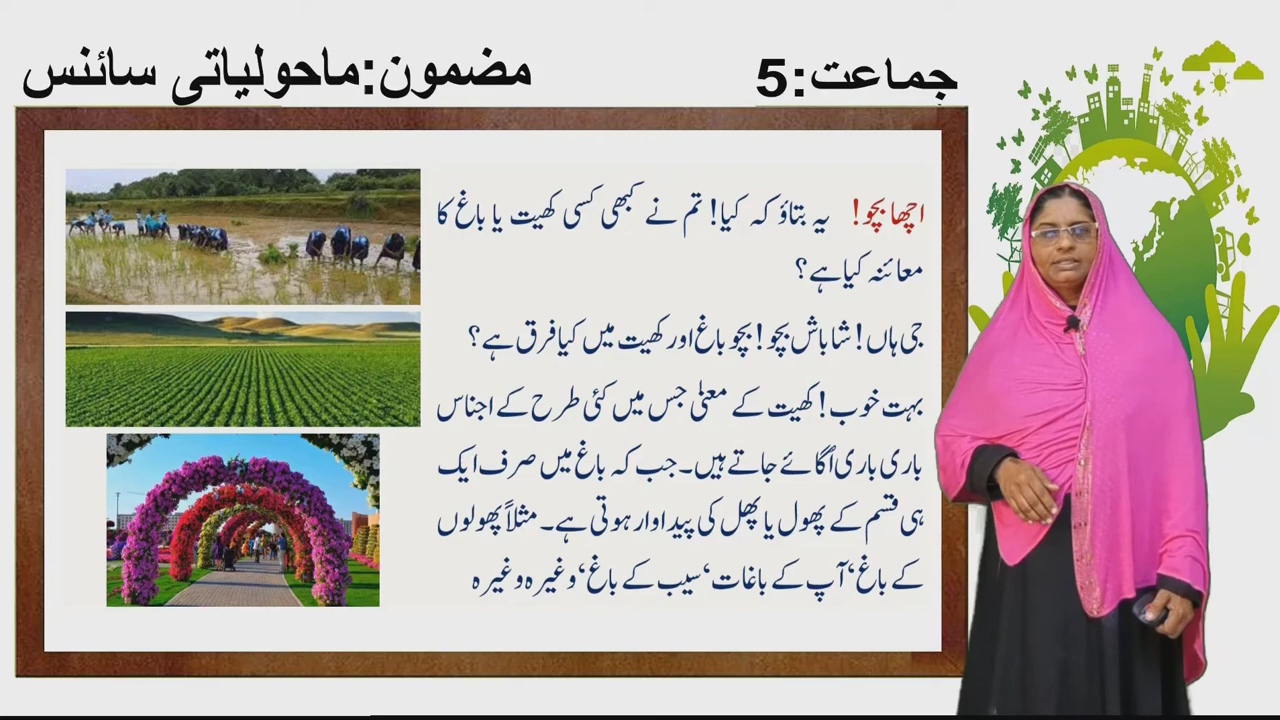 جماعت:5
مضمون:ماحولیاتی سائنس
اچھا بچو! یہ بتاؤ کہ کیا! تم نے کبھی کسی کھیت یا باغ کا
معائنہ کیا ہے؟
جی ہاں! شاباش بچو! بچو باغ اور کھیت میں کیا فرق ہے؟
بہت خوب! کھیت کے معنیٰ جس میں کئی طرح کے اجناس
باری باری اُگائے جاتے ہیں۔ جب کہ باغ میں صرف ایک
ہی قسم کے پھول یا پھل کی پیداوار ہوتی ہے۔ مثلاً پھولوں
کے باغ، آپ کے باغات، سیب کے باغ، وغیرہ وغیرہ